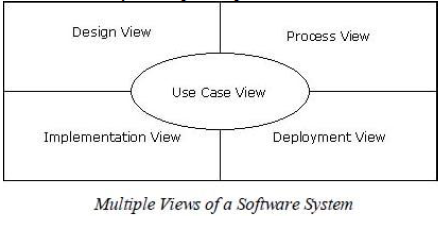 Design View
Process View
Use Case View
Implementation View
Deployment View
Multiple Views of a Software System